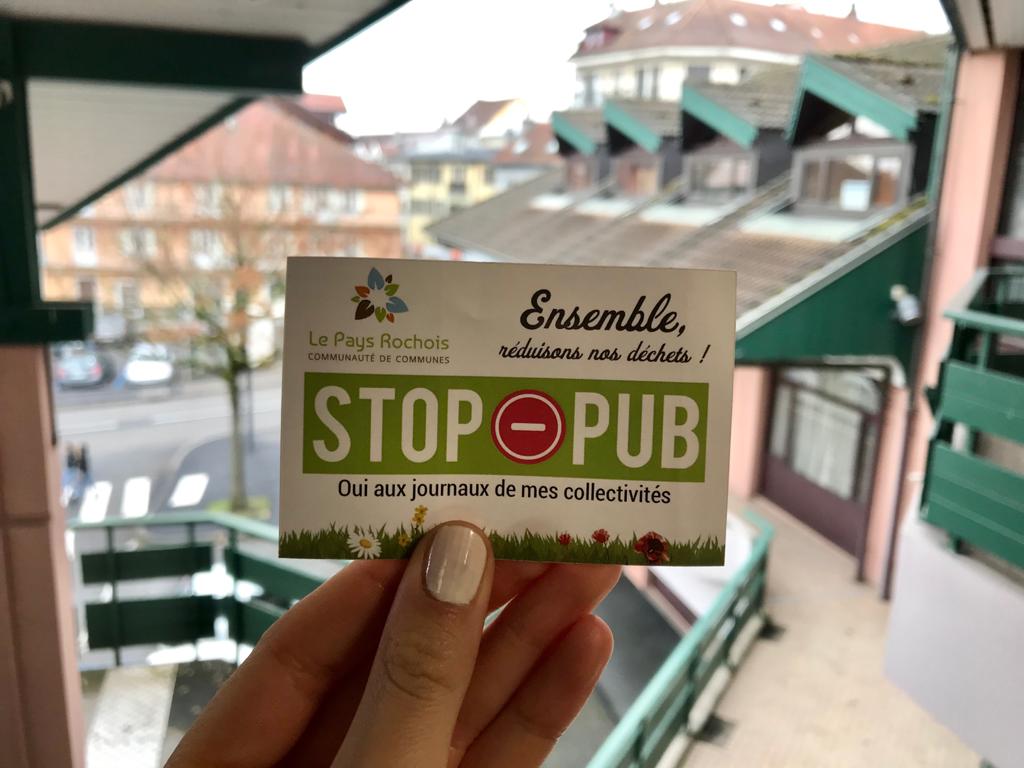 Le Pays Rochois
COMMUNAUTÉ DE COMMUNES
Ensemble,
réduisons nos déchets !
STOP PUB
Oui aux journaux de mes collectivités